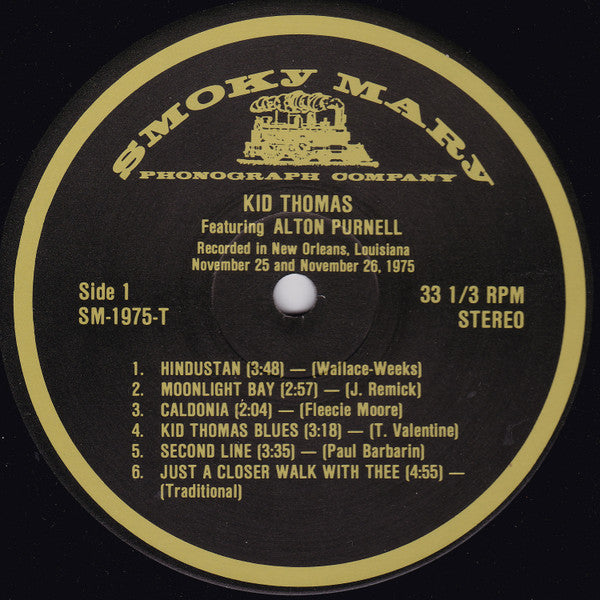 SMOKY MARY
PHONOGRAPH COMPANY
KID THOMAS
Featuring ALTON PURNELL
Recorded in New Orleans, Louisiana
November 25 and November 26, 1975
Side 1
SM-1975-T
33 1/3 RPM
STEREO
1. HINDUSTAN (3:48) — (Wallace-Weeks)
2. MOONLIGHT BAY (2:57) — (J. Remick)
3. CALDONIA (2:04) — (Fleecie Moore)
4. KID THOMAS BLUES (3:18) — (T. Valentine)
5. SECOND LINE (3:35) — (Paul Barbarin)
6. JUST A CLOSER WALK WITH THEE (4:55) —
(Traditional)